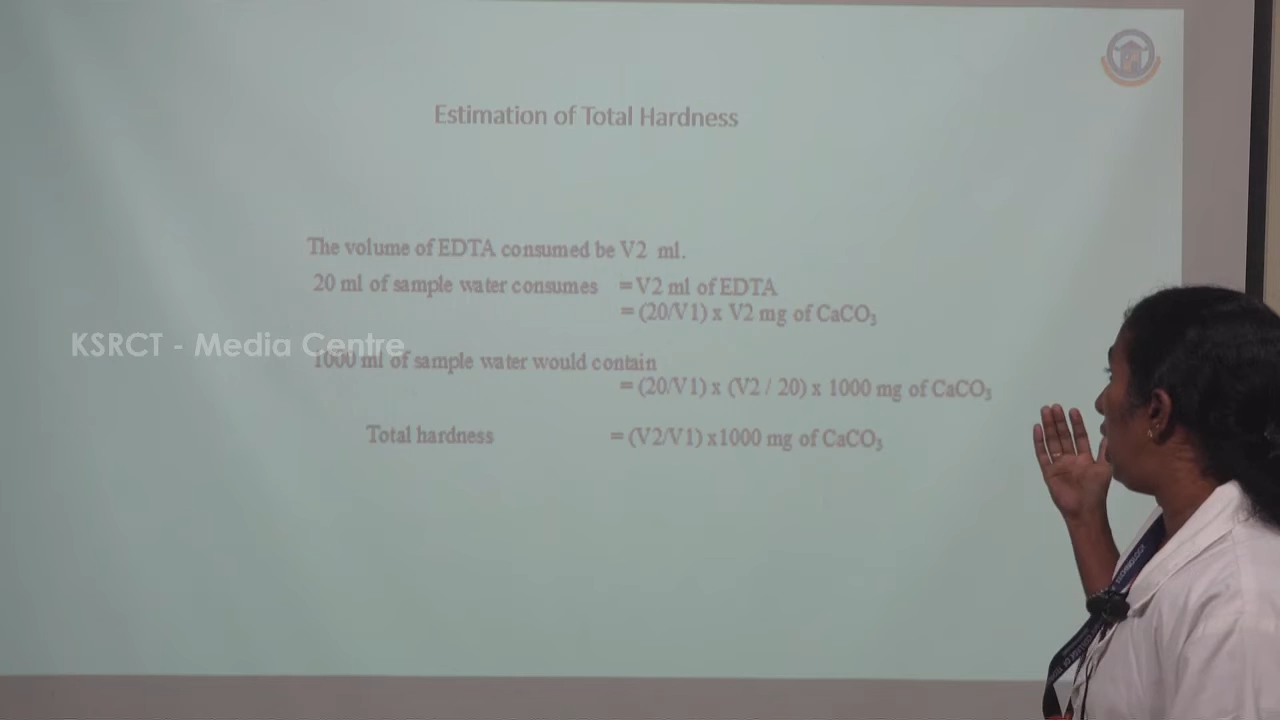 Estimation of Total Hardness
The volume of EDTA consumed be V2 ml.
20 ml of sample water consumes = V2 ml of EDTA
= (20/V1) x V2 mg of CaCO₃
KSRCT - Media Centre
1000 ml of sample water would contain
= (20/V1) x (V2 / 20) x 1000 mg of CaCO₃
Total hardness = (V2/V1) x1000 mg of CaCO₃